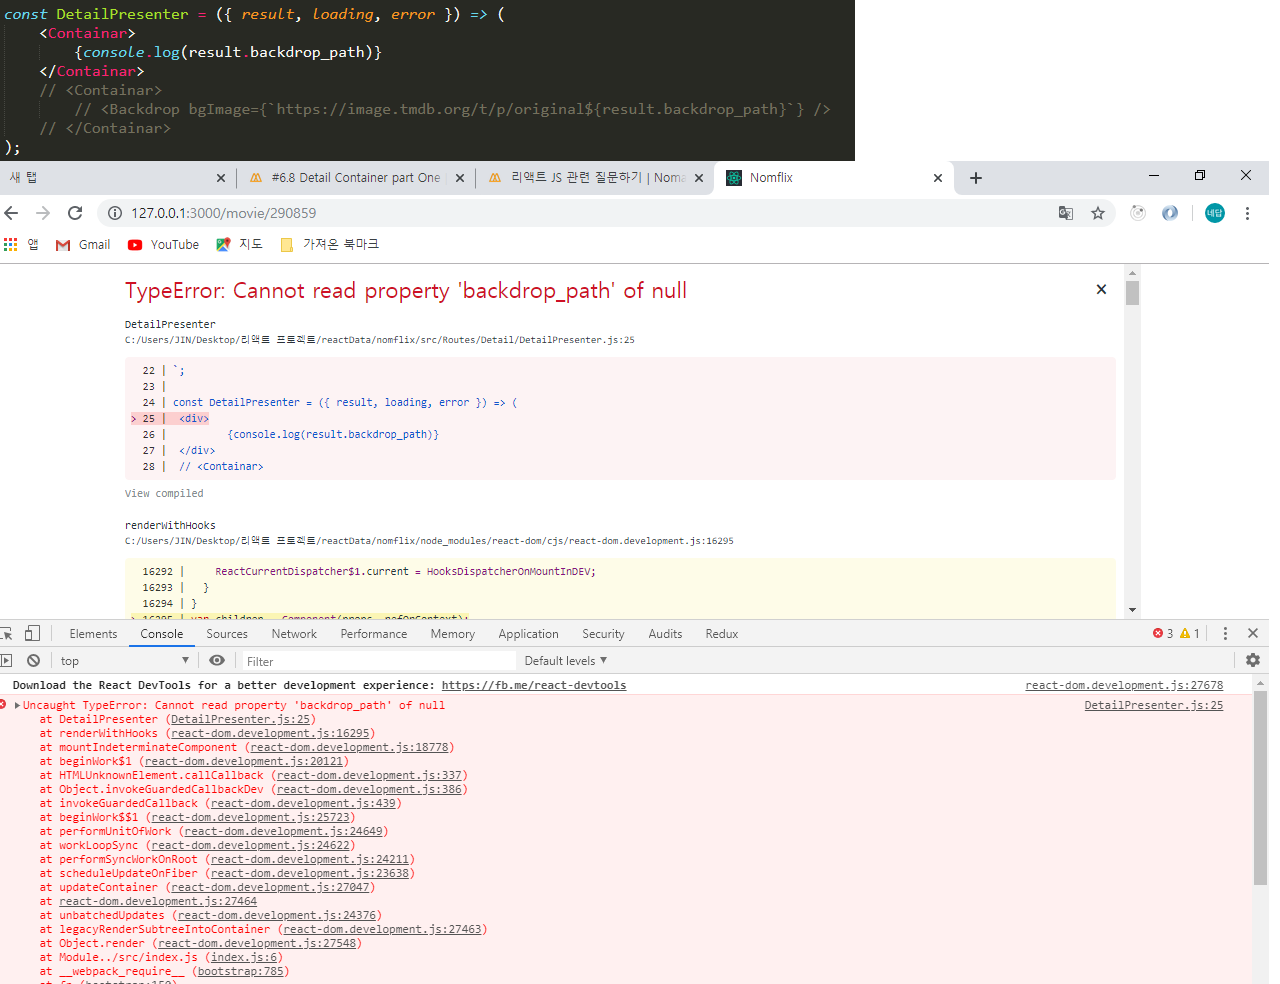 const DetailPresenter = ({ result, loading, error }) => (
<Containar>
{console.log(result.backdrop_path)}
</Containar>
// <Containar>
// <Backdrop bgImage={`https://image.tmdb.org/t/p/original${result.backdrop_path}`} />
// </Containar>
);
새 탭
#6.8 Detail Container part One
리액트 JS 관련 질문하기 | Noma
Nomflix
127.0.0.1:3000/movie/290859
네답
앱
Gmail
YouTube
지도
가져온 북마크
TypeError: Cannot read property 'backdrop_path' of null
DetailPresenter
C:/Users/JIN/Desktop/리액트 프로젝트/reactData/nomflix/src/Routes/Detail/DetailPresenter.js:25
22 | `;
23 |
24 | const DetailPresenter = ({ result, loading, error }) => (
> 25 | <div>
26 | {console.log(result.backdrop_path)}
27 | </div>
28 | // <Containar>
View compiled
renderWithHooks
C:/Users/JIN/Desktop/리액트 프로젝트/reactData/nomflix/node_modules/react-dom/cjs/react-dom.development.js:16295
16292 | ReactCurrentDispatcher$1.current = HooksDispatcherOnMountInDEV;
16293 | }
16294 | }
> 16295 | var children = Component(props, refOrContext);
Elements
Console
Sources
Network
Performance
Memory
Application
Security
Audits
Redux
3
1
top
Filter
Default levels
Download the React DevTools for a better development experience: https://fb.me/react-devtools
react-dom.development.js:27678
Uncaught TypeError: Cannot read property 'backdrop_path' of null
DetailPresenter.js:25
at DetailPresenter (DetailPresenter.js:25)
at renderWithHooks (react-dom.development.js:16295)
at mountIndeterminateComponent (react-dom.development.js:18778)
at beginWork$1 (react-dom.development.js:20121)
at HTMLUnknownElement.callCallback (react-dom.development.js:337)
at Object.invokeGuardedCallbackDev (react-dom.development.js:386)
at invokeGuardedCallback (react-dom.development.js:439)
at beginWork$$1 (react-dom.development.js:25723)
at performUnitOfWork (react-dom.development.js:24649)
at workLoopSync (react-dom.development.js:24622)
at performSyncWorkOnRoot (react-dom.development.js:24211)
at scheduleUpdateOnFiber (react-dom.development.js:23638)
at updateContainer (react-dom.development.js:27047)
at react-dom.development.js:27464
at unbatchedUpdates (react-dom.development.js:24376)
at legacyRenderSubtreeIntoContainer (react-dom.development.js:27463)
at Object.render (react-dom.development.js:27548)
at Module../src/index.js (index.js:6)
at __webpack_require__ (bootstrap:785)
at fn (bootstrap:150)